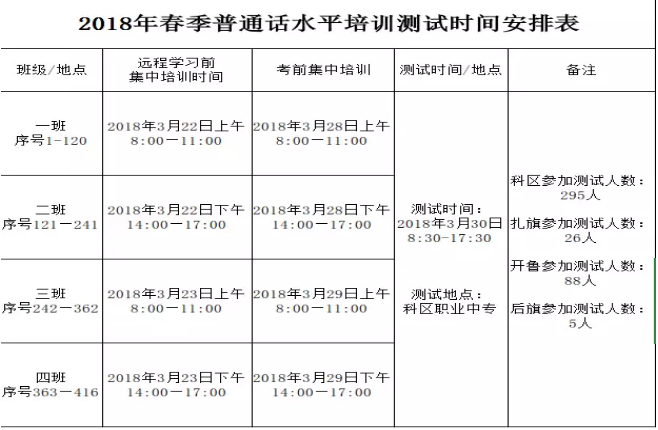 2018年春季普通话水平培训测试时间安排表
班级/地点
远程学习前
集中培训时间
考前集中培训
测试时间/地点
备注
一班
序号1-120
2018年3月22日上午
8:00—11:00
2018年3月28日上午
8:00—11:00
二班
序号121—241
2018年3月22日下午
14:00—17:00
2018年3月28日下午
14:00—17:00
三班
序号242—362
2018年3月23日上午
8:00—11:00
2018年3月29日上午
8:00—11:00
四班
序号363—416
2018年3月23日下午
14:00—17:00
2018年3月29日下午
14:00—17:00
测试时间：
2018年3月30日
8:30-17:30
测试地点：
科区职业中专
科区参加测试人数：
295人
扎旗参加测试人数：
26人
开鲁参加测试人数：
88人
后旗参加测试人数：
5人